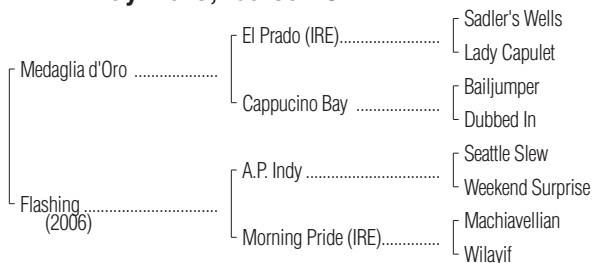 Sadler's Wells
El Prado (IRE)........................
Lady Capulet
Medaglia d'Oro ....................
Bailjumper
Cappucino Bay ....................
Dubbed In
Seattle Slew
A.P. Indy ................................
Weekend Surprise
Flashing................................
(2006)
Machiavellian
Morning Pride (IRE)..............
Wilayif